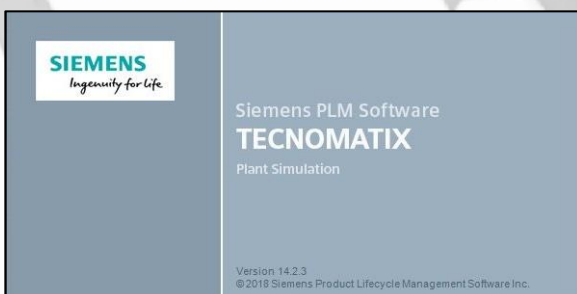 SIEMENS
Ingenuity for life
Siemens PLM Software
TECNOMATIX
Plant Simulation
Version 14.2.3
© 2018 Siemens Product Lifecycle Management Software Inc.